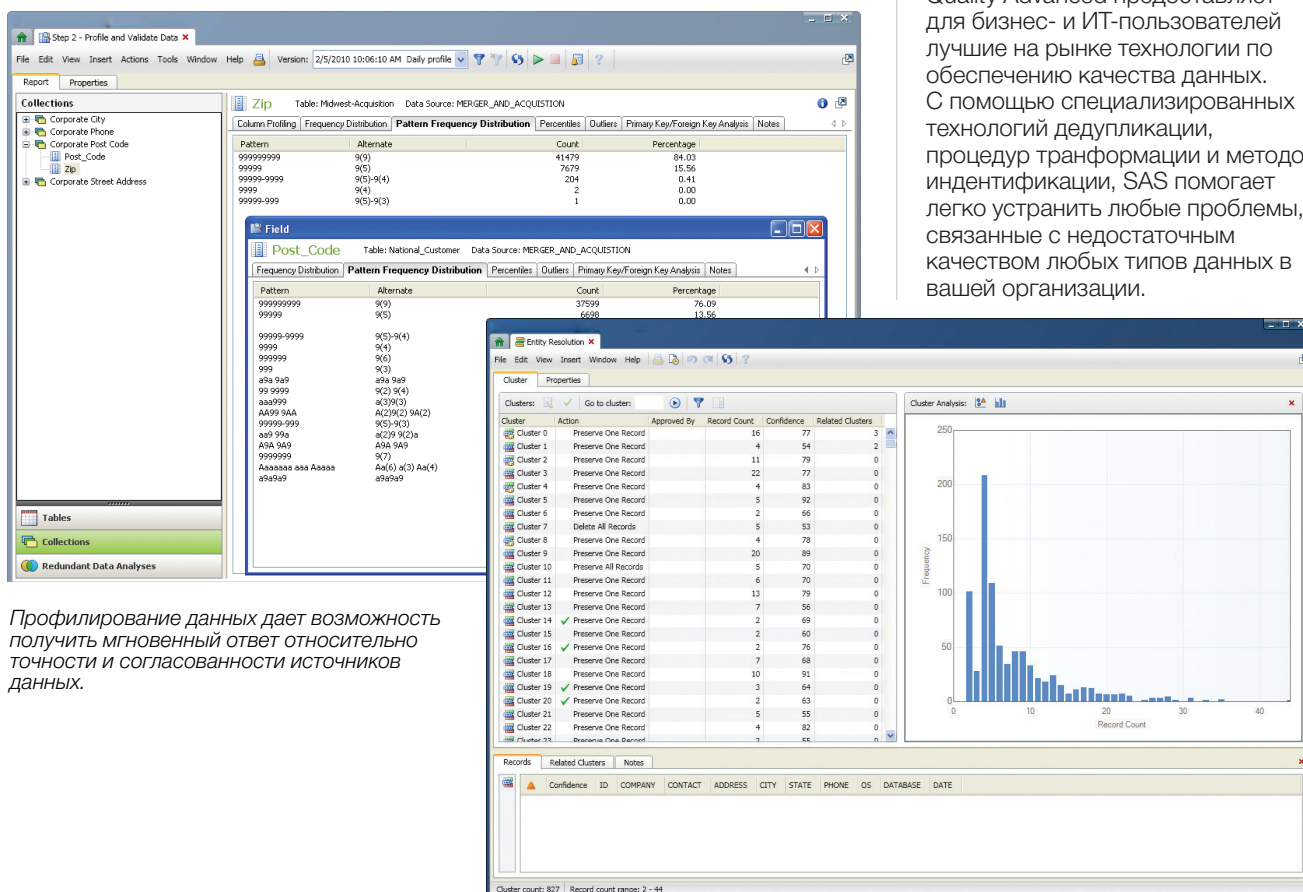 Quality Advanced предоставляет
для бизнес- и ИТ-пользователей
лучшие на рынке технологии по
обеспечению качества данных.
С помощью специализированных
технологий дедупликации,
процедур транформации и методо
индентификации, SAS помогает
легко устранить любые проблемы,
связанные с недостаточным
качеством любых типов данных в
вашей организации.
Step 2 - Profile and Validate Data
File Edit View Insert Actions Tools Window Help Version: 2/5/2010 10:06:10 AM Daily profile
Report Properties
Collections
Corporate City
Corporate Phone
Corporate Post Code
Post_Code
Zip
Corporate Street Address
Tables
Collections
Redundant Data Analyses
Zip Table: Midwest-Acquisition Data Source: MERGER_AND_ACQUISTION
Column Profiling Frequency Distribution Pattern Frequency Distribution Percentiles Outliers Primary Key/Foreign Key Analysis Notes
Pattern Alternate Count Percentage
999999999 9(9) 41479 84.03
99999 9(5) 7679 15.56
99999-9999 9(5)-9(4) 204 0.41
9999 9(4) 2 0.00
99999-999 9(5)-9(3) 1 0.00
Field
Post_Code Table: National_Customer Data Source: MERGER_AND_ACQUISTION
Frequency Distribution Pattern Frequency Distribution Percentiles Outliers Primary Key/Foreign Key Analysis Notes
Pattern Alternate Count Percentage
999999999 9(9) 37599 76.09
99999 9(5) 6698 13.56
99999-9999 9(5)-9(4)
9999 9(4)
999999 9(6)
999 9(3)
a9a 9a9 a9a 9a9
99 9999 9(2) 9(4)
aaa999 a(3)9(3)
AA99 9AA A(2)9(2) 9A(2)
99999-999 9(5)-9(3)
aa9 99a a(2)9 9(2)a
A9A 9A9 A9A 9A9
9999999 9(7)
Aaaaaaa aaa Aaaaa Aa(6) a(3) Aa(4)
a9a9a9 a9a9a9
Профилирование данных дает возможность
получить мгновенный ответ относительно
точности и согласованности источников
данных.
Entity Resolution
File Edit View Insert Window Help
Cluster Properties
Clusters: Go to cluster:
Cluster Action Approved By Record Count Confidence Related Clusters
Cluster 0 Preserve One Record 16 77 3
Cluster 1 Preserve One Record 4 54 2
Cluster 2 Preserve One Record 11 79 0
Cluster 3 Preserve One Record 22 77 0
Cluster 4 Preserve One Record 4 83 0
Cluster 5 Preserve One Record 5 92 0
Cluster 6 Preserve One Record 2 66 0
Cluster 7 Delete All Records 5 53 0
Cluster 8 Preserve One Record 4 78 0
Cluster 9 Preserve One Record 20 89 0
Cluster 10 Preserve All Records 5 70 0
Cluster 11 Preserve One Record 6 70 0
Cluster 12 Preserve One Record 13 79 0
Cluster 13 Preserve One Record 7 56 0
Cluster 14 Preserve One Record 2 69 0
Cluster 15 Preserve One Record 2 60 0
Cluster 16 Preserve One Record 2 76 0
Cluster 17 Preserve One Record 7 68 0
Cluster 18 Preserve One Record 10 91 0
Cluster 19 Preserve One Record 3 64 0
Cluster 20 Preserve One Record 2 63 0
Cluster 21 Preserve One Record 5 55 0
Cluster 22 Preserve One Record 4 82 0
Cluster 23 Preserve One Record 2 55 0
Cluster Analysis:
250
200
150
100
50
0
Frequency
0 10 20 30 40
Record Count
Records Related Clusters Notes
Confidence ID COMPANY CONTACT ADDRESS CITY STATE PHONE OS DATABASE DATE
Cluster count: 827 Record count range: 2 - 44